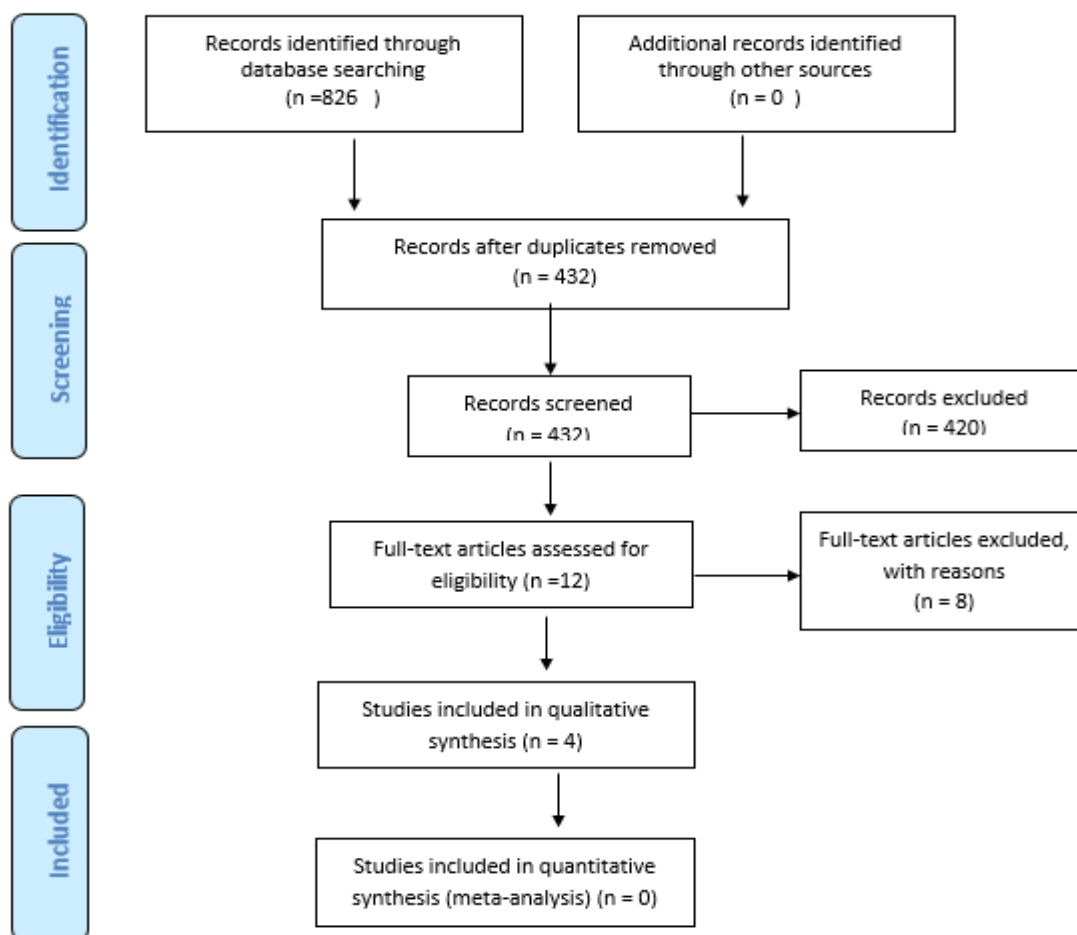 Identification
Records identified through
database searching
(n =826 )
Additional records identified
through other sources
(n = 0 )
Records after duplicates removed
(n = 432)
Screening
Records screened
(n = 432)
Records excluded
(n = 420)
Eligibility
Full-text articles assessed for
eligibility (n =12)
Full-text articles excluded,
with reasons
(n = 8)
Included
Studies included in qualitative
synthesis (n = 4)
Studies included in quantitative
synthesis (meta-analysis) (n = 0)